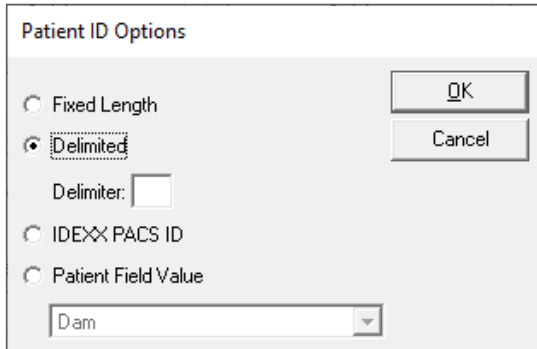 Patient ID Options
Fixed Length
OK
Delimited
Cancel
Delimiter:
IDEXX PACS ID
Patient Field Value
Dam